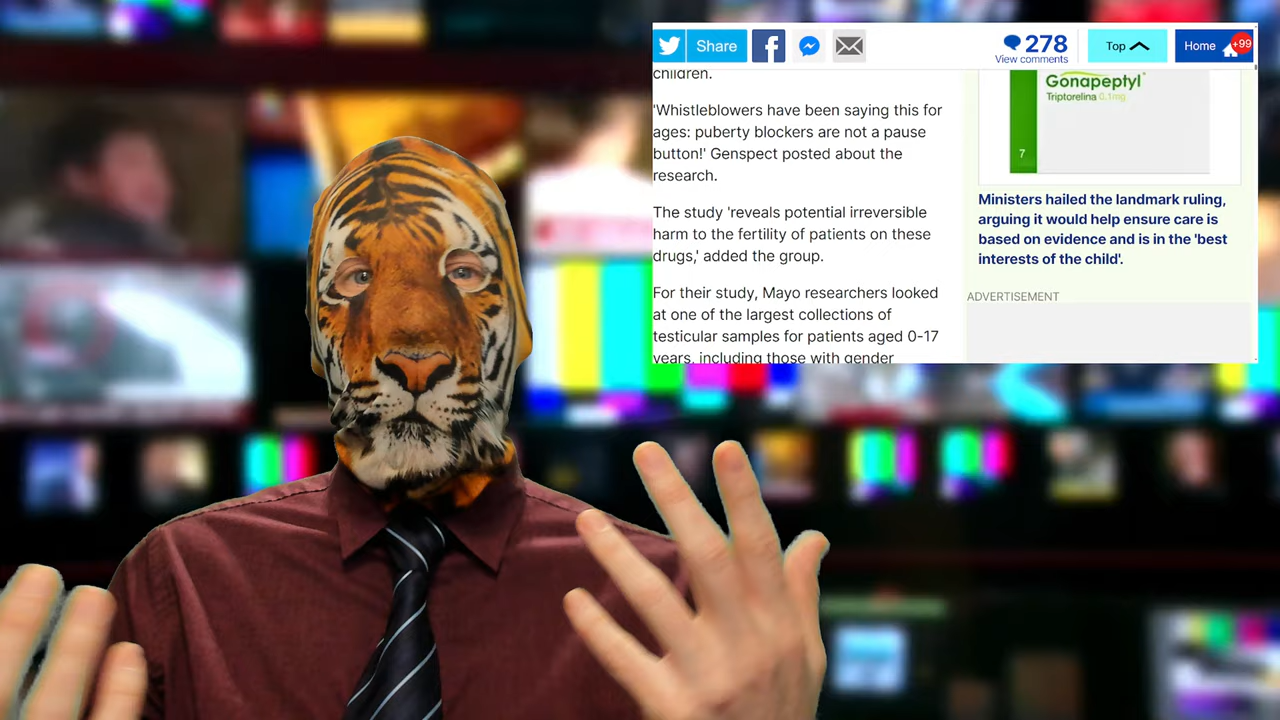 Share
278
View comments
Top
Home
+99
children.
'Whistleblowers have been saying this for
ages: puberty blockers are not a pause
button!' Genspect posted about the
research.
The study 'reveals potential irreversible
harm to the fertility of patients on these
drugs,' added the group.
For their study, Mayo researchers looked
at one of the largest collections of
testicular samples for patients aged 0-17
years, including those with gender
Gonapeptyl
Triptorelina 0.1mg
7
Ministers hailed the landmark ruling,
arguing it would help ensure care is
based on evidence and is in the 'best
interests of the child'.
ADVERTISEMENT